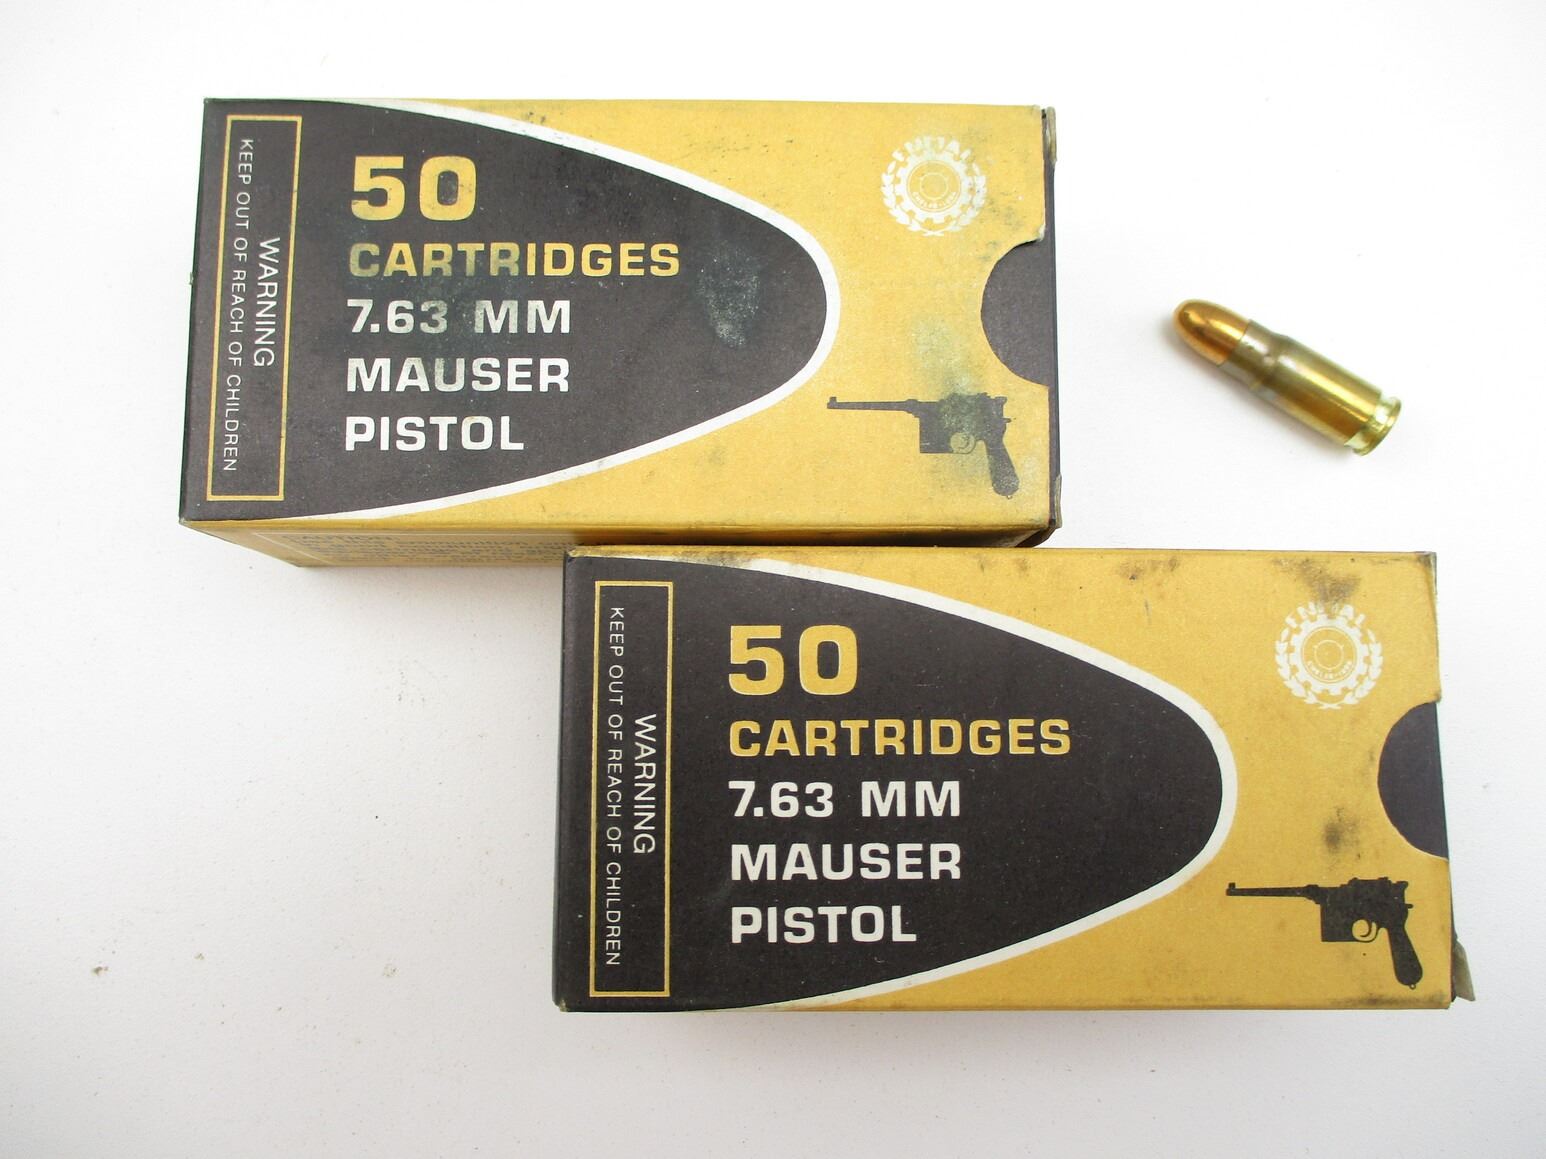 WARNING
KEEP OUT OF REACH OF CHILDREN
50
CARTRIDGES
7.63 MM
MAUSER
PISTOL
WARNING
KEEP OUT OF REACH OF CHILDREN
50
CARTRIDGES
7.63 MM
MAUSER
PISTOL